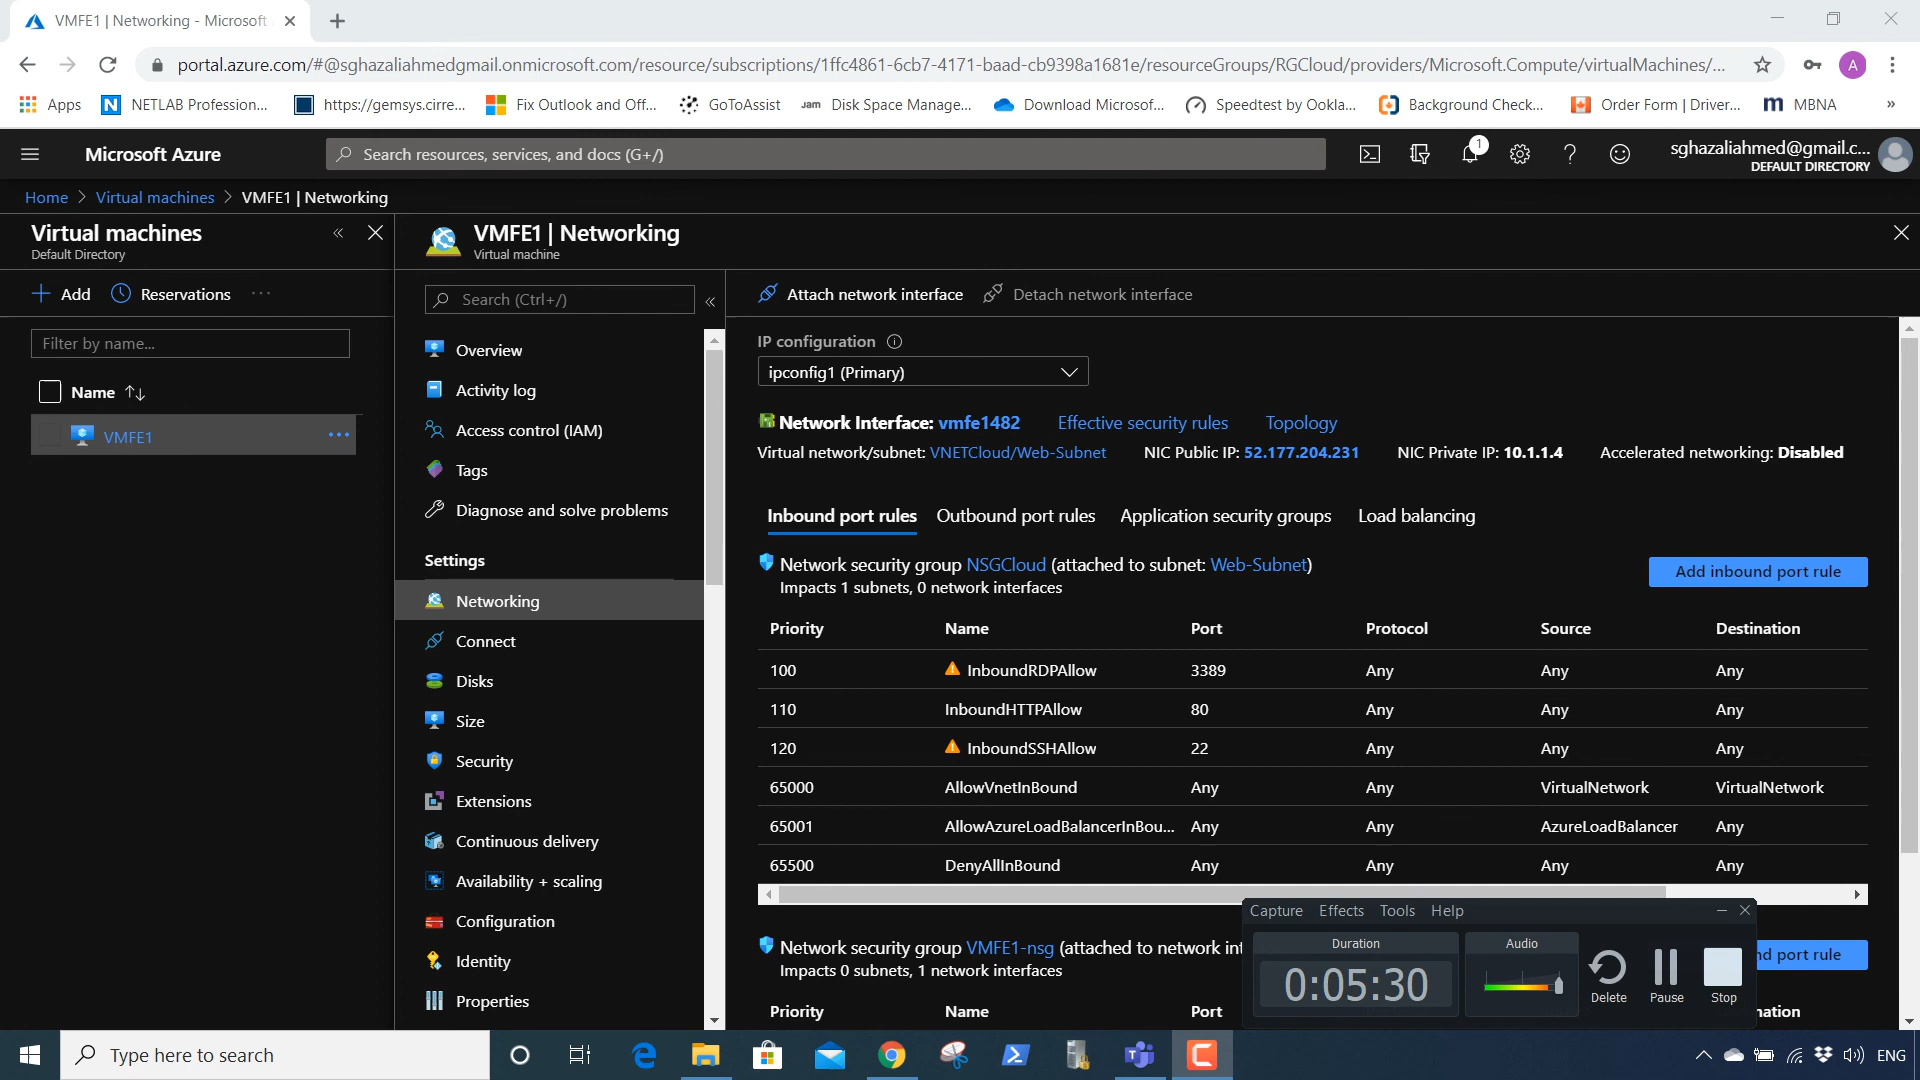 VMFE1 | Networking - Microsoft
portal.azure.com/#@sghazaliahmedgmail.onmicrosoft.com/resource/subscriptions/1ffc4861-6cb7-4171-baad-cb9398a1681e/resourceGroups/RGCloud/providers/Microsoft.Compute/virtualMachines/...
A
Apps
NETLAB Profession...
https://gemsys.cirre...
Fix Outlook and Off...
GoToAssist
Jam Disk Space Manage...
Download Microsof...
Speedtest by Ookla...
Background Check...
Order Form | Driver...
MBNA
»
Microsoft Azure
Search resources, services, and docs (G+/)
1
sghazaliahmed@gmail.c...
DEFAULT DIRECTORY
Home > Virtual machines > VMFE1 | Networking
Virtual machines
Default Directory
Add
Reservations
...
Filter by name...
Name
VMFE1
...
VMFE1 | Networking
Virtual machine
Search (Ctrl+/)
Overview
Activity log
Access control (IAM)
Tags
Diagnose and solve problems
Settings
Networking
Connect
Disks
Size
Security
Extensions
Continuous delivery
Availability + scaling
Configuration
Identity
Properties
Attach network interface
Detach network interface
IP configuration
ipconfig1 (Primary)
Network Interface: vmfe1482 Effective security rules Topology
Virtual network/subnet: VNETCloud/Web-Subnet NIC Public IP: 52.177.204.231 NIC Private IP: 10.1.1.4 Accelerated networking: Disabled
Inbound port rules Outbound port rules Application security groups Load balancing
Network security group NSGCloud (attached to subnet: Web-Subnet)
Impacts 1 subnets, 0 network interfaces
Add inbound port rule
Priority Name Port Protocol Source Destination
100 InboundRDPAllow 3389 Any Any Any
110 InboundHTTPAllow 80 Any Any Any
120 InboundSSHAllow 22 Any Any Any
65000 AllowVnetInBound Any Any VirtualNetwork VirtualNetwork
65001 AllowAzureLoadBalancerInBou... Any Any AzureLoadBalancer Any
65500 DenyAllInBound Any Any Any Any
Network security group VMFE1-nsg (attached to network int
Impacts 0 subnets, 1 network interfaces
nd port rule
Priority Name Port nation
Capture Effects Tools Help
Duration
0:05:30
Audio
Delete
Pause
Stop
Type here to search
ENG